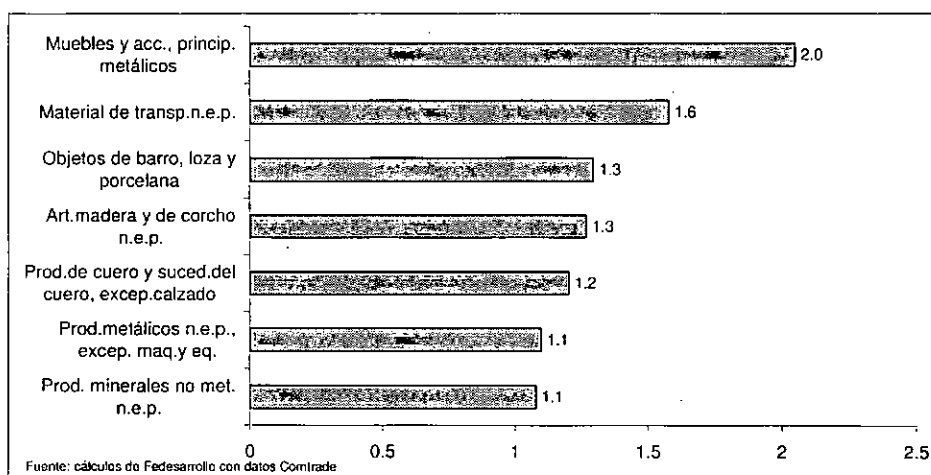 Muebles y acc., princip.
metálicos
2.0
Material de transp.n.e.p.
1.6
Objetos de barro, loza y
porcelana
1.3
Art.madera y de corcho
n.e.p.
1.3
Prod.de cuero y suced.del
cuero, excep.calzado
1.2
Prod.metálicos n.e.p.,
excep. maq.y eq.
1.1
Prod. minerales no met.
n.e.p.
1.1
0 0.5 1 1.5 2 2.5
Fuente: cálculos de Fedesarrollo con datos Comtrade